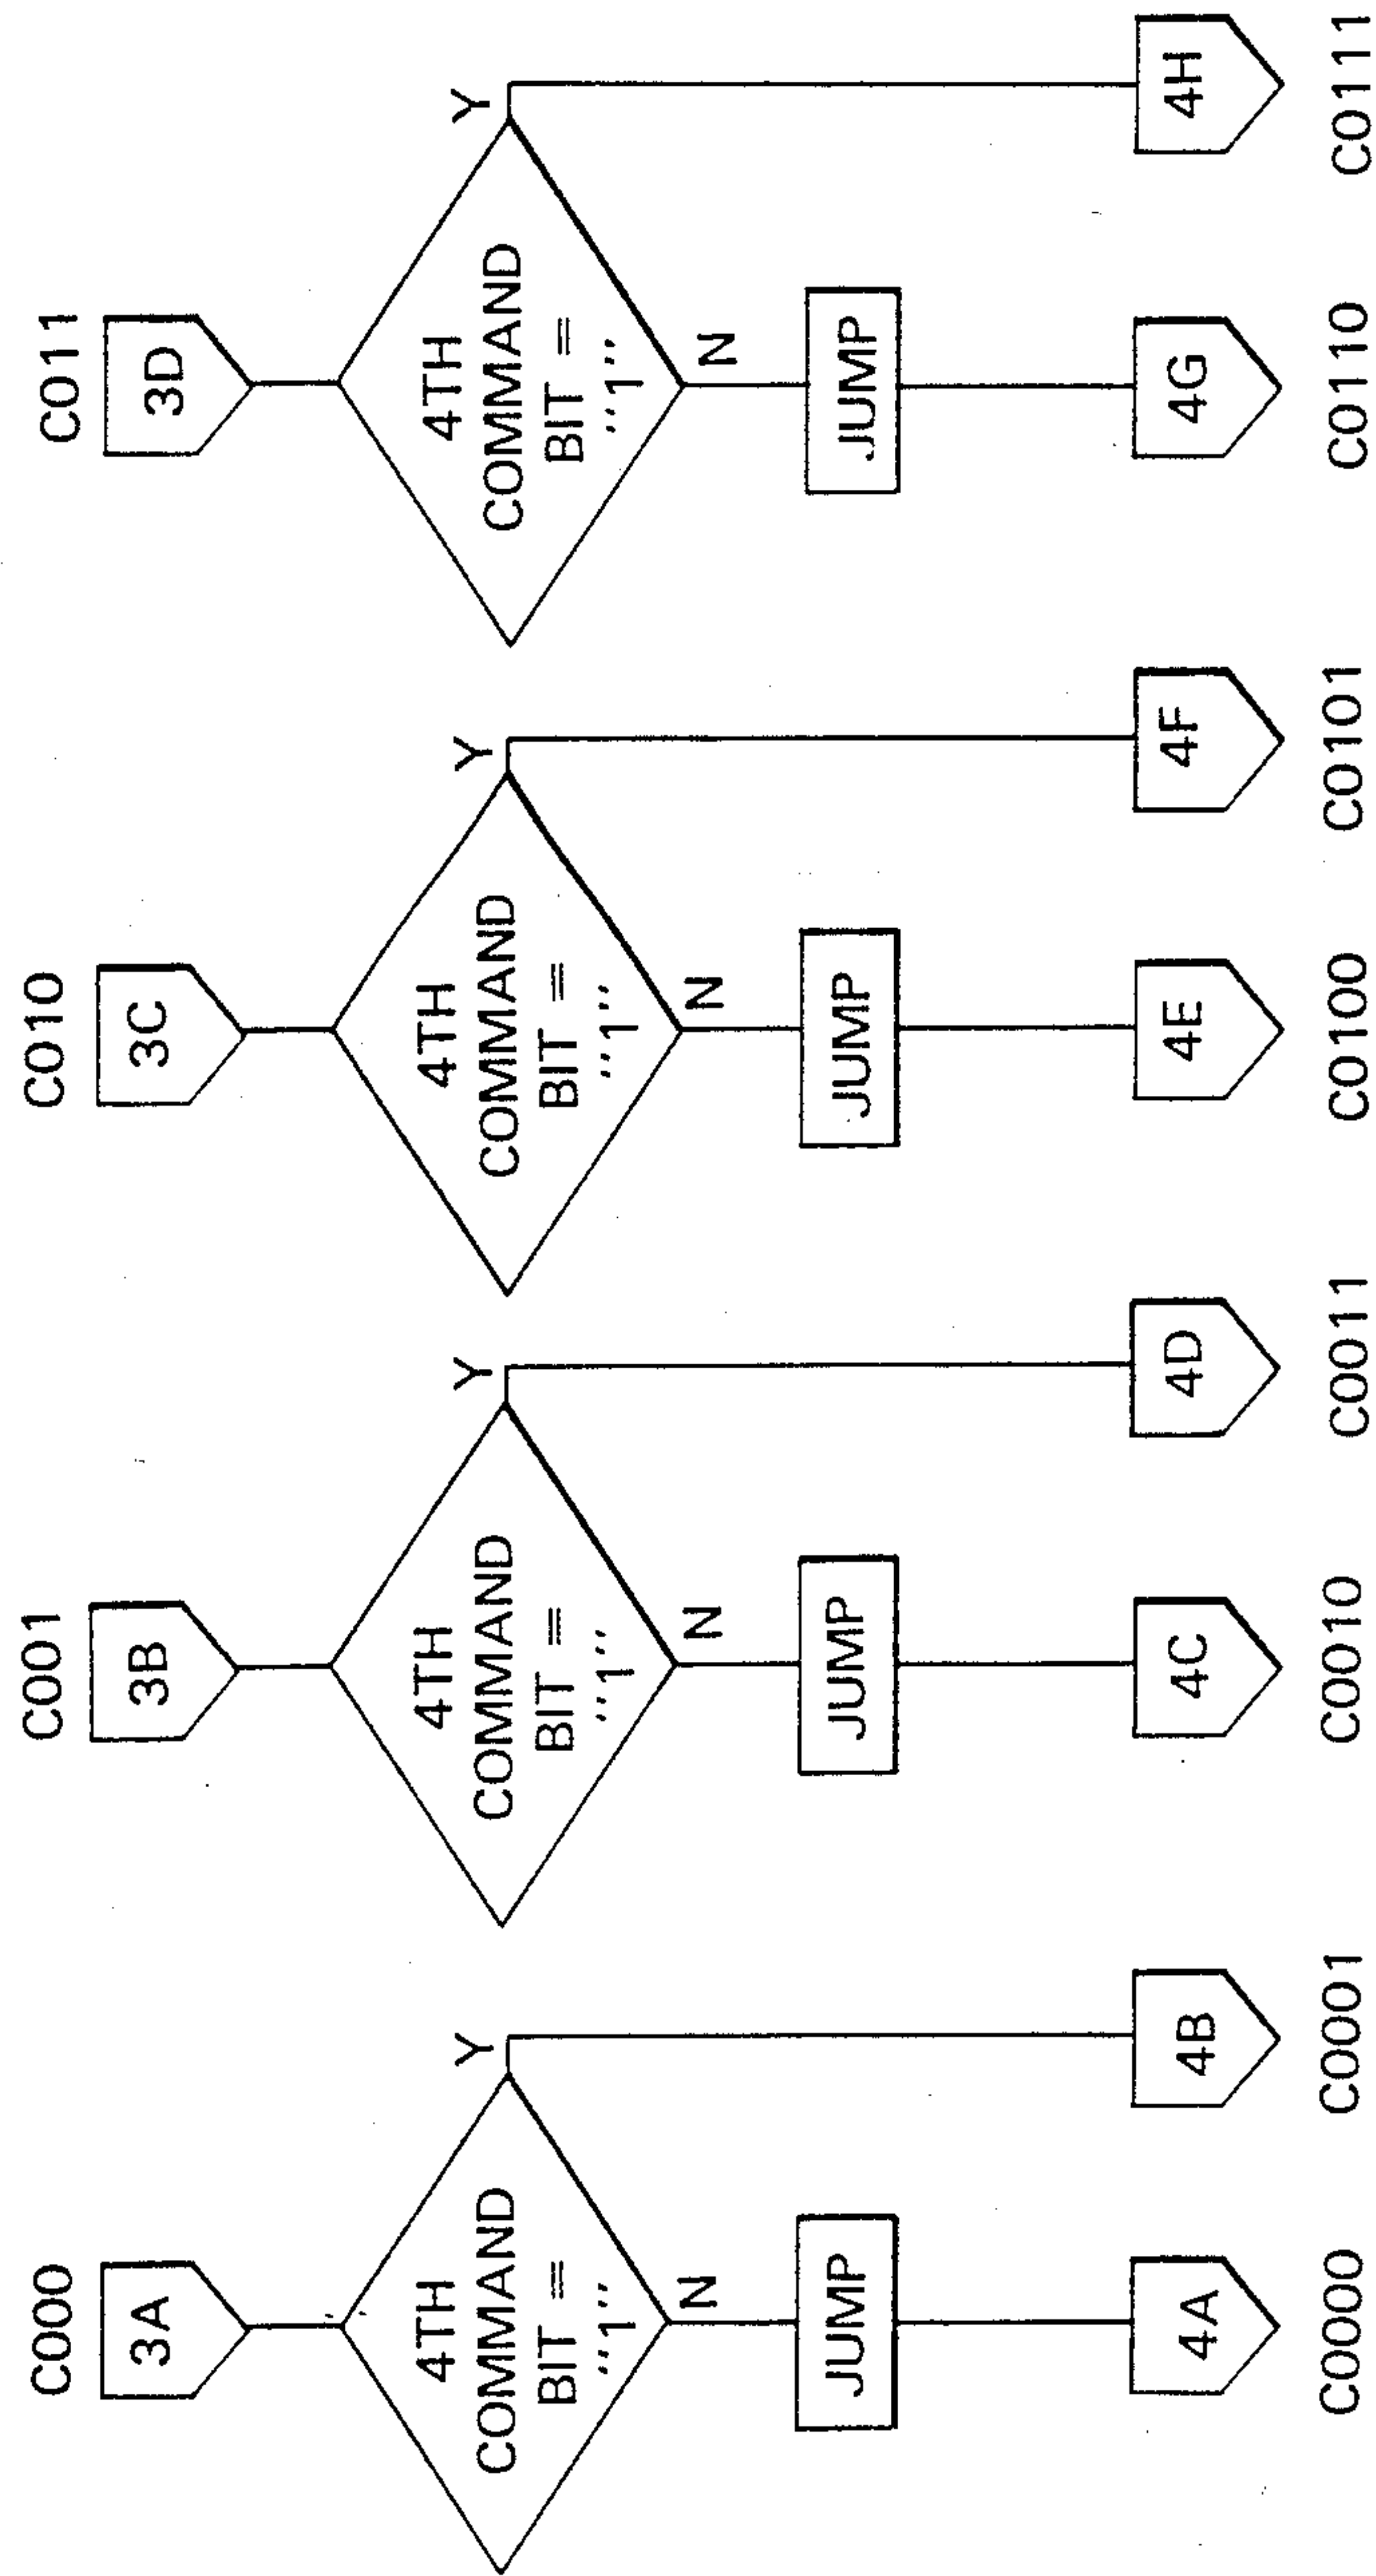 C000
3A
4TH
COMMAND
BIT =
"1"
Y
N
JUMP
4A
C0000
4B
C0001
C001
3B
4TH
COMMAND
BIT =
"1"
Y
N
JUMP
4C
C0010
4D
C0011
C010
3C
4TH
COMMAND
BIT =
"1"
Y
N
JUMP
4E
C0100
4F
C0101
C011
3D
4TH
COMMAND
BIT =
"1"
Y
N
JUMP
4G
C0110
4H
C0111